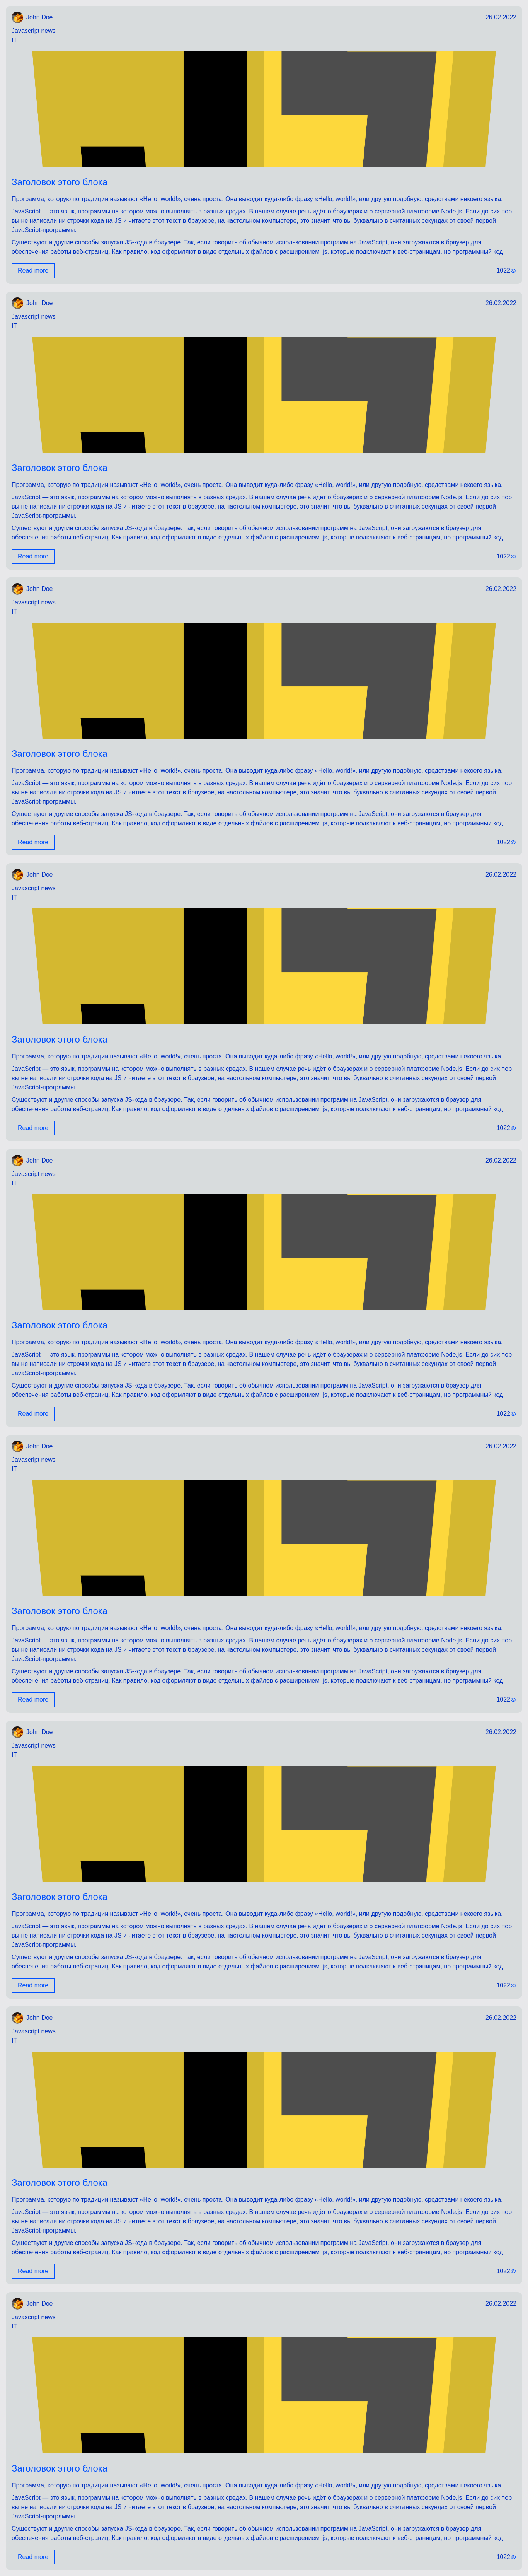 John Doe 26.02.2022
Javascript news
IT
Заголовок этого блока
Программа, которую по традиции называют «Hello, world!», очень проста. Она выводит куда-либо фразу «Hello, world!», или другую подобную, средствами некоего языка.
JavaScript — это язык, программы на котором можно выполнять в разных средах. В нашем случае речь идёт о браузерах и о серверной платформе Node.js. Если до сих пор
вы не написали ни строчки кода на JS и читаете этот текст в браузере, на настольном компьютере, это значит, что вы буквально в считанных секундах от своей первой
JavaScript-программы.
Существуют и другие способы запуска JS-кода в браузере. Так, если говорить об обычном использовании программ на JavaScript, они загружаются в браузер для
обеспечения работы веб-страниц. Как правило, код оформляют в виде отдельных файлов с расширением .js, которые подключают к веб-страницам, но программный код
Read more 1022
John Doe 26.02.2022
Javascript news
IT
Заголовок этого блока
Программа, которую по традиции называют «Hello, world!», очень проста. Она выводит куда-либо фразу «Hello, world!», или другую подобную, средствами некоего языка.
JavaScript — это язык, программы на котором можно выполнять в разных средах. В нашем случае речь идёт о браузерах и о серверной платформе Node.js. Если до сих пор
вы не написали ни строчки кода на JS и читаете этот текст в браузере, на настольном компьютере, это значит, что вы буквально в считанных секундах от своей первой
JavaScript-программы.
Существуют и другие способы запуска JS-кода в браузере. Так, если говорить об обычном использовании программ на JavaScript, они загружаются в браузер для
обеспечения работы веб-страниц. Как правило, код оформляют в виде отдельных файлов с расширением .js, которые подключают к веб-страницам, но программный код
Read more 1022
John Doe 26.02.2022
Javascript news
IT
Заголовок этого блока
Программа, которую по традиции называют «Hello, world!», очень проста. Она выводит куда-либо фразу «Hello, world!», или другую подобную, средствами некоего языка.
JavaScript — это язык, программы на котором можно выполнять в разных средах. В нашем случае речь идёт о браузерах и о серверной платформе Node.js. Если до сих пор
вы не написали ни строчки кода на JS и читаете этот текст в браузере, на настольном компьютере, это значит, что вы буквально в считанных секундах от своей первой
JavaScript-программы.
Существуют и другие способы запуска JS-кода в браузере. Так, если говорить об обычном использовании программ на JavaScript, они загружаются в браузер для
обеспечения работы веб-страниц. Как правило, код оформляют в виде отдельных файлов с расширением .js, которые подключают к веб-страницам, но программный код
Read more 1022
John Doe 26.02.2022
Javascript news
IT
Заголовок этого блока
Программа, которую по традиции называют «Hello, world!», очень проста. Она выводит куда-либо фразу «Hello, world!», или другую подобную, средствами некоего языка.
JavaScript — это язык, программы на котором можно выполнять в разных средах. В нашем случае речь идёт о браузерах и о серверной платформе Node.js. Если до сих пор
вы не написали ни строчки кода на JS и читаете этот текст в браузере, на настольном компьютере, это значит, что вы буквально в считанных секундах от своей первой
JavaScript-программы.
Существуют и другие способы запуска JS-кода в браузере. Так, если говорить об обычном использовании программ на JavaScript, они загружаются в браузер для
обеспечения работы веб-страниц. Как правило, код оформляют в виде отдельных файлов с расширением .js, которые подключают к веб-страницам, но программный код
Read more 1022
John Doe 26.02.2022
Javascript news
IT
Заголовок этого блока
Программа, которую по традиции называют «Hello, world!», очень проста. Она выводит куда-либо фразу «Hello, world!», или другую подобную, средствами некоего языка.
JavaScript — это язык, программы на котором можно выполнять в разных средах. В нашем случае речь идёт о браузерах и о серверной платформе Node.js. Если до сих пор
вы не написали ни строчки кода на JS и читаете этот текст в браузере, на настольном компьютере, это значит, что вы буквально в считанных секундах от своей первой
JavaScript-программы.
Существуют и другие способы запуска JS-кода в браузере. Так, если говорить об обычном использовании программ на JavaScript, они загружаются в браузер для
обеспечения работы веб-страниц. Как правило, код оформляют в виде отдельных файлов с расширением .js, которые подключают к веб-страницам, но программный код
Read more 1022
John Doe 26.02.2022
Javascript news
IT
Заголовок этого блока
Программа, которую по традиции называют «Hello, world!», очень проста. Она выводит куда-либо фразу «Hello, world!», или другую подобную, средствами некоего языка.
JavaScript — это язык, программы на котором можно выполнять в разных средах. В нашем случае речь идёт о браузерах и о серверной платформе Node.js. Если до сих пор
вы не написали ни строчки кода на JS и читаете этот текст в браузере, на настольном компьютере, это значит, что вы буквально в считанных секундах от своей первой
JavaScript-программы.
Существуют и другие способы запуска JS-кода в браузере. Так, если говорить об обычном использовании программ на JavaScript, они загружаются в браузер для
обеспечения работы веб-страниц. Как правило, код оформляют в виде отдельных файлов с расширением .js, которые подключают к веб-страницам, но программный код
Read more 1022
John Doe 26.02.2022
Javascript news
IT
Заголовок этого блока
Программа, которую по традиции называют «Hello, world!», очень проста. Она выводит куда-либо фразу «Hello, world!», или другую подобную, средствами некоего языка.
JavaScript — это язык, программы на котором можно выполнять в разных средах. В нашем случае речь идёт о браузерах и о серверной платформе Node.js. Если до сих пор
вы не написали ни строчки кода на JS и читаете этот текст в браузере, на настольном компьютере, это значит, что вы буквально в считанных секундах от своей первой
JavaScript-программы.
Существуют и другие способы запуска JS-кода в браузере. Так, если говорить об обычном использовании программ на JavaScript, они загружаются в браузер для
обеспечения работы веб-страниц. Как правило, код оформляют в виде отдельных файлов с расширением .js, которые подключают к веб-страницам, но программный код
Read more 1022
John Doe 26.02.2022
Javascript news
IT
Заголовок этого блока
Программа, которую по традиции называют «Hello, world!», очень проста. Она выводит куда-либо фразу «Hello, world!», или другую подобную, средствами некоего языка.
JavaScript — это язык, программы на котором можно выполнять в разных средах. В нашем случае речь идёт о браузерах и о серверной платформе Node.js. Если до сих пор
вы не написали ни строчки кода на JS и читаете этот текст в браузере, на настольном компьютере, это значит, что вы буквально в считанных секундах от своей первой
JavaScript-программы.
Существуют и другие способы запуска JS-кода в браузере. Так, если говорить об обычном использовании программ на JavaScript, они загружаются в браузер для
обеспечения работы веб-страниц. Как правило, код оформляют в виде отдельных файлов с расширением .js, которые подключают к веб-страницам, но программный код
Read more 1022
John Doe 26.02.2022
Javascript news
IT
Заголовок этого блока
Программа, которую по традиции называют «Hello, world!», очень проста. Она выводит куда-либо фразу «Hello, world!», или другую подобную, средствами некоего языка.
JavaScript — это язык, программы на котором можно выполнять в разных средах. В нашем случае речь идёт о браузерах и о серверной платформе Node.js. Если до сих пор
вы не написали ни строчки кода на JS и читаете этот текст в браузере, на настольном компьютере, это значит, что вы буквально в считанных секундах от своей первой
JavaScript-программы.
Существуют и другие способы запуска JS-кода в браузере. Так, если говорить об обычном использовании программ на JavaScript, они загружаются в браузер для
обеспечения работы веб-страниц. Как правило, код оформляют в виде отдельных файлов с расширением .js, которые подключают к веб-страницам, но программный код
Read more 1022